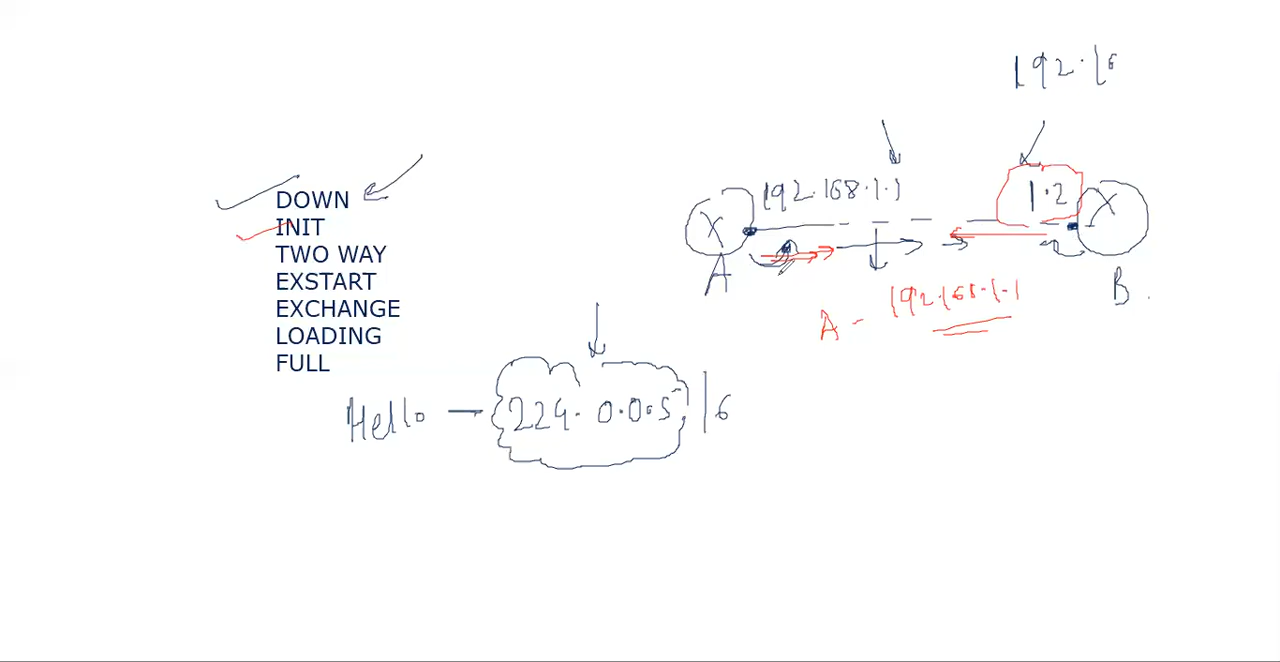 192.16
DOWN
INIT
TWO WAY
EXSTART
EXCHANGE
LOADING
FULL
192.168.1.1
1.2
X
X
A
B.
A - 192.168.1.1
Hello → 224.0.0.5, 16